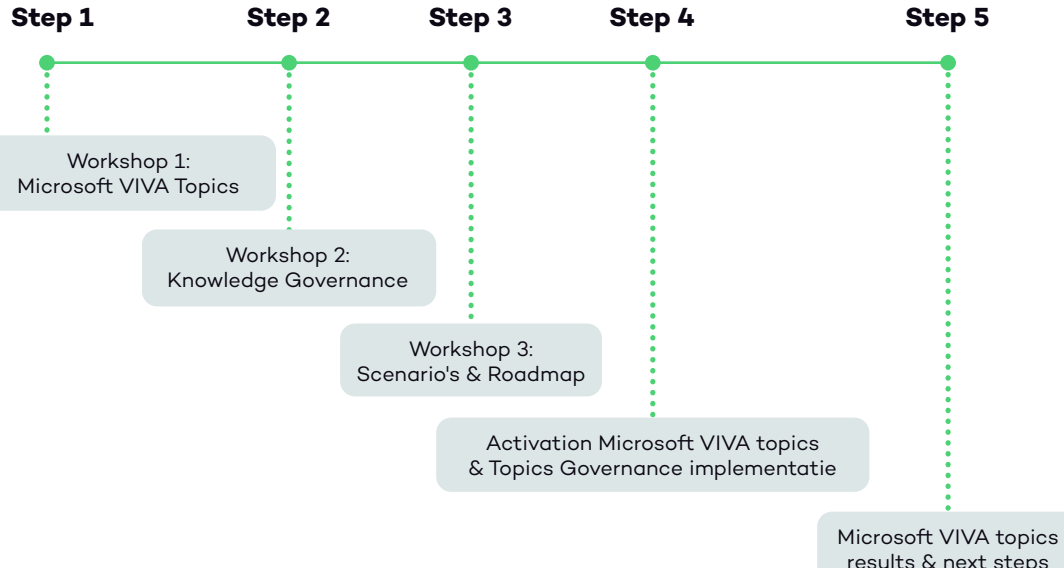 Step 1
Step 2
Step 3
Step 4
Step 5
Workshop 1:
Microsoft VIVA Topics
Workshop 2:
Knowledge Governance
Workshop 3:
Scenario's & Roadmap
Activation Microsoft VIVA topics
& Topics Governance implementatie
Microsoft VIVA topics
results & next steps